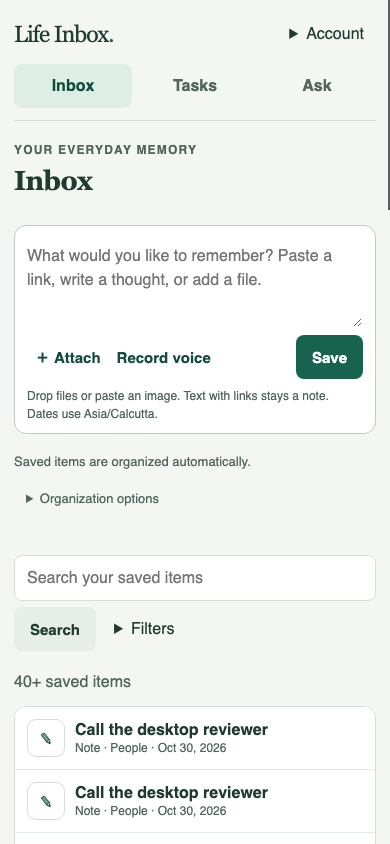 Life Inbox.
Account
Inbox
Tasks
Ask
YOUR EVERYDAY MEMORY
Inbox
What would you like to remember? Paste a
link, write a thought, or add a file.
+ Attach
Record voice
Save
Drop files or paste an image. Text with links stays a note.
Dates use Asia/Calcutta.
Saved items are organized automatically.
Organization options
Search your saved items
Search
Filters
40+ saved items
Call the desktop reviewer
Note · People · Oct 30, 2026
Call the desktop reviewer
Note · People · Oct 30, 2026